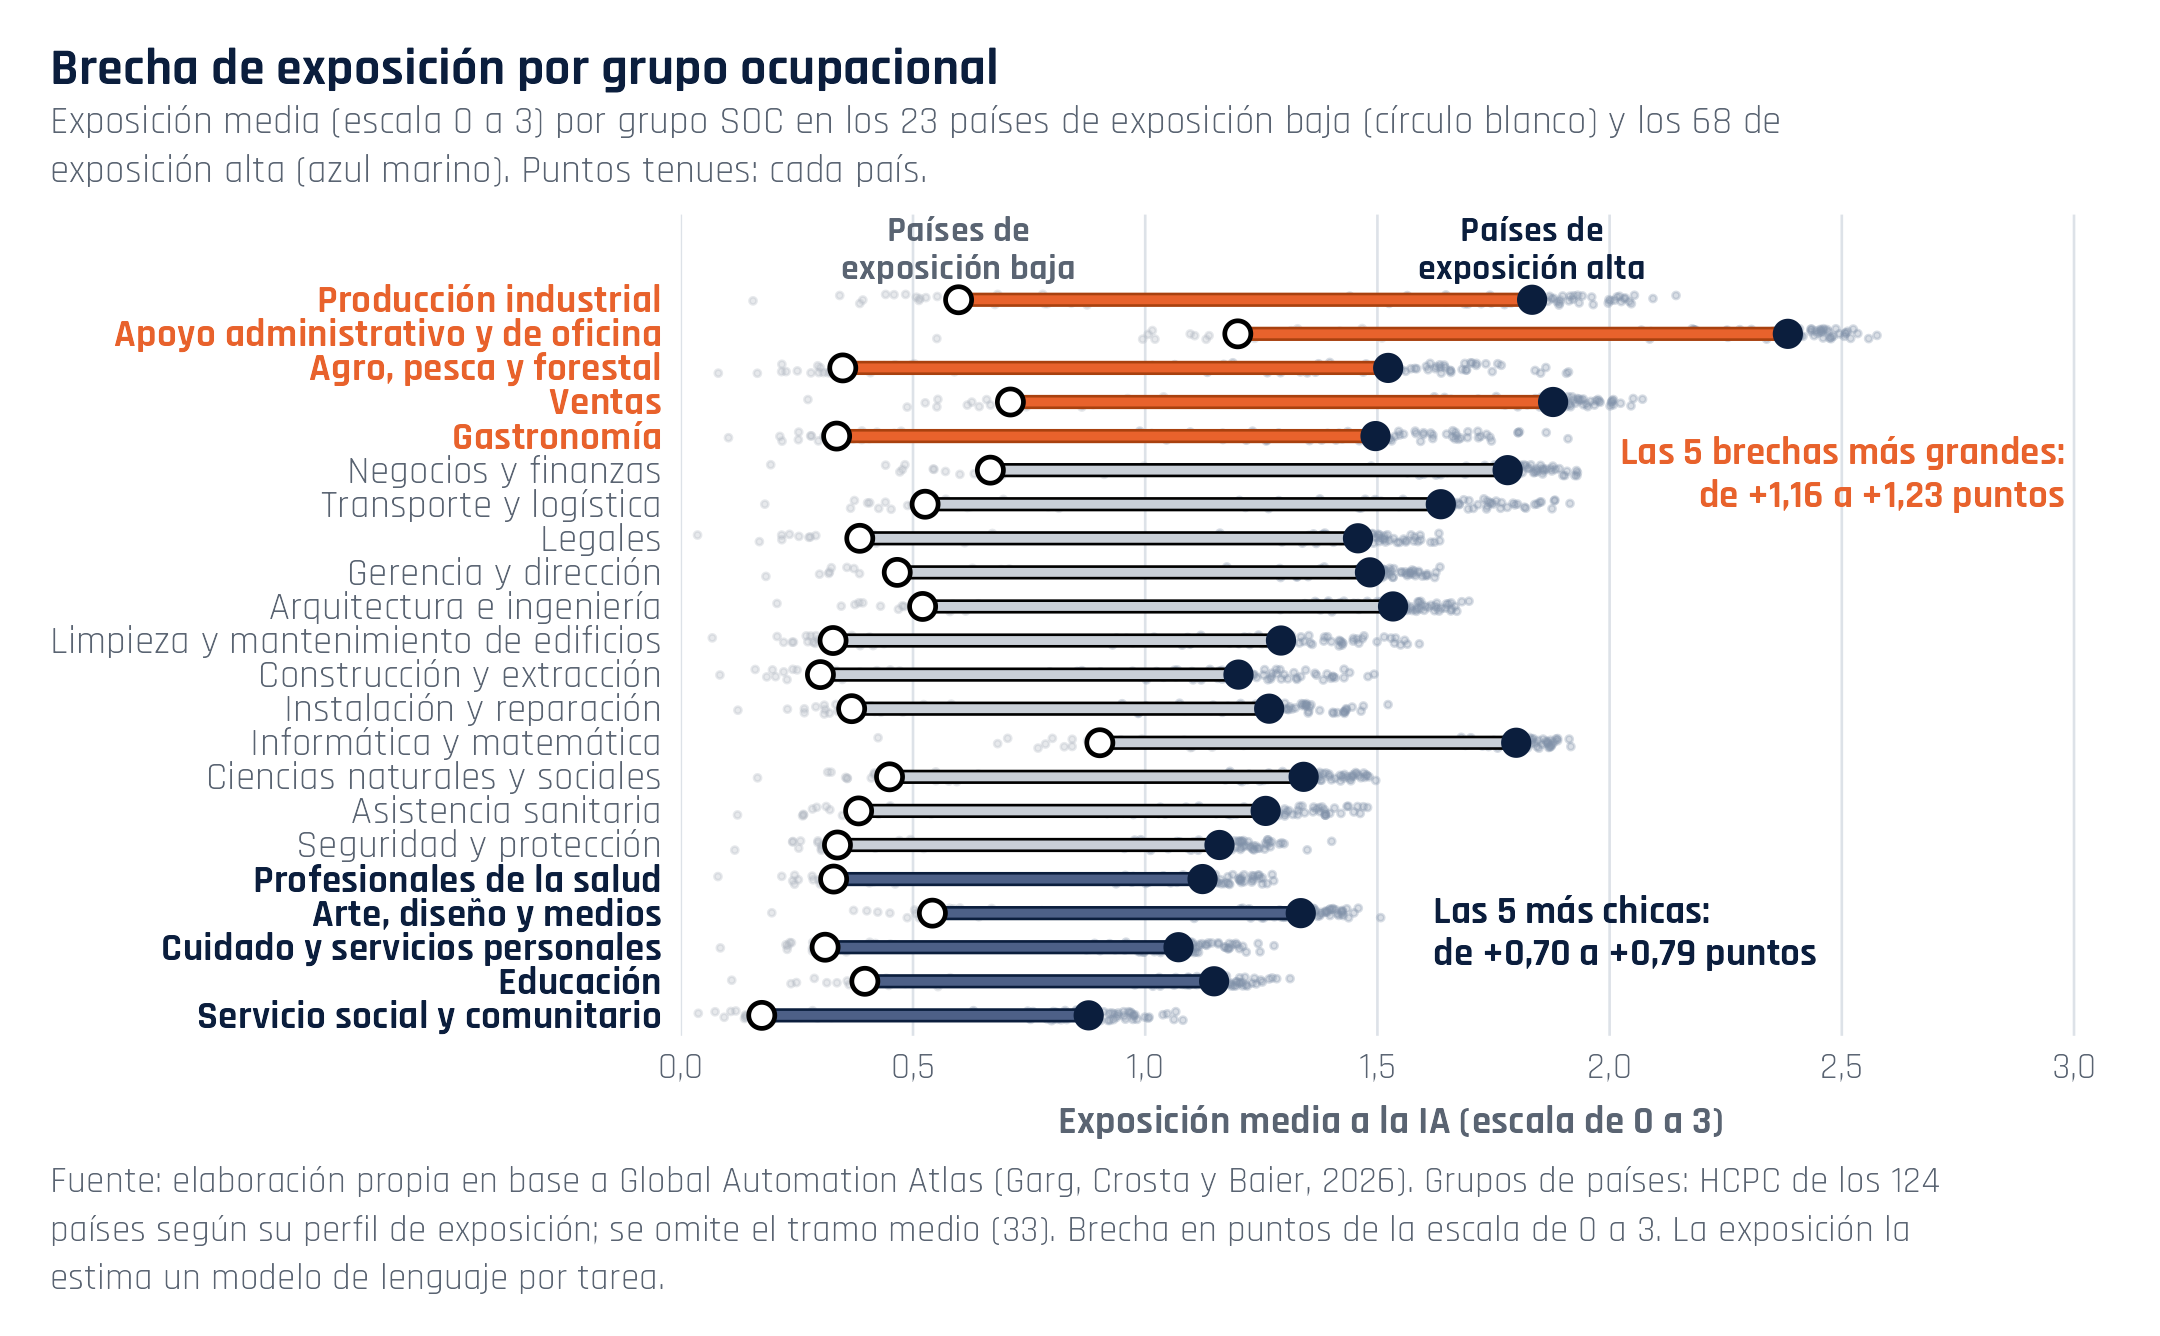 Brecha de exposición por grupo ocupacional
Exposición media (escala 0 a 3) por grupo SOC en los 23 países de exposición baja (círculo blanco) y los 68 de
exposición alta (azul marino). Puntos tenues: cada país.
Países de
exposición baja
Países de
exposición alta
Producción industrial
Apoyo administrativo y de oficina
Agro, pesca y forestal
Ventas
Gastronomía
Negocios y finanzas
Transporte y logística
Legales
Gerencia y dirección
Arquitectura e ingeniería
Limpieza y mantenimiento de edificios
Construcción y extracción
Instalación y reparación
Informática y matemática
Ciencias naturales y sociales
Asistencia sanitaria
Seguridad y protección
Profesionales de la salud
Arte, diseño y medios
Cuidado y servicios personales
Educación
Servicio social y comunitario
Las 5 brechas más grandes:
de +1,16 a +1,23 puntos
Las 5 más chicas:
de +0,70 a +0,79 puntos
0,0 0,5 1,0 1,5 2,0 2,5 3,0
Exposición media a la IA (escala de 0 a 3)
Fuente: elaboración propia en base a Global Automation Atlas (Garg, Crosta y Baier, 2026). Grupos de países: HCPC de los 124
países según su perfil de exposición; se omite el tramo medio (33). Brecha en puntos de la escala de 0 a 3. La exposición la
estima un modelo de lenguaje por tarea.